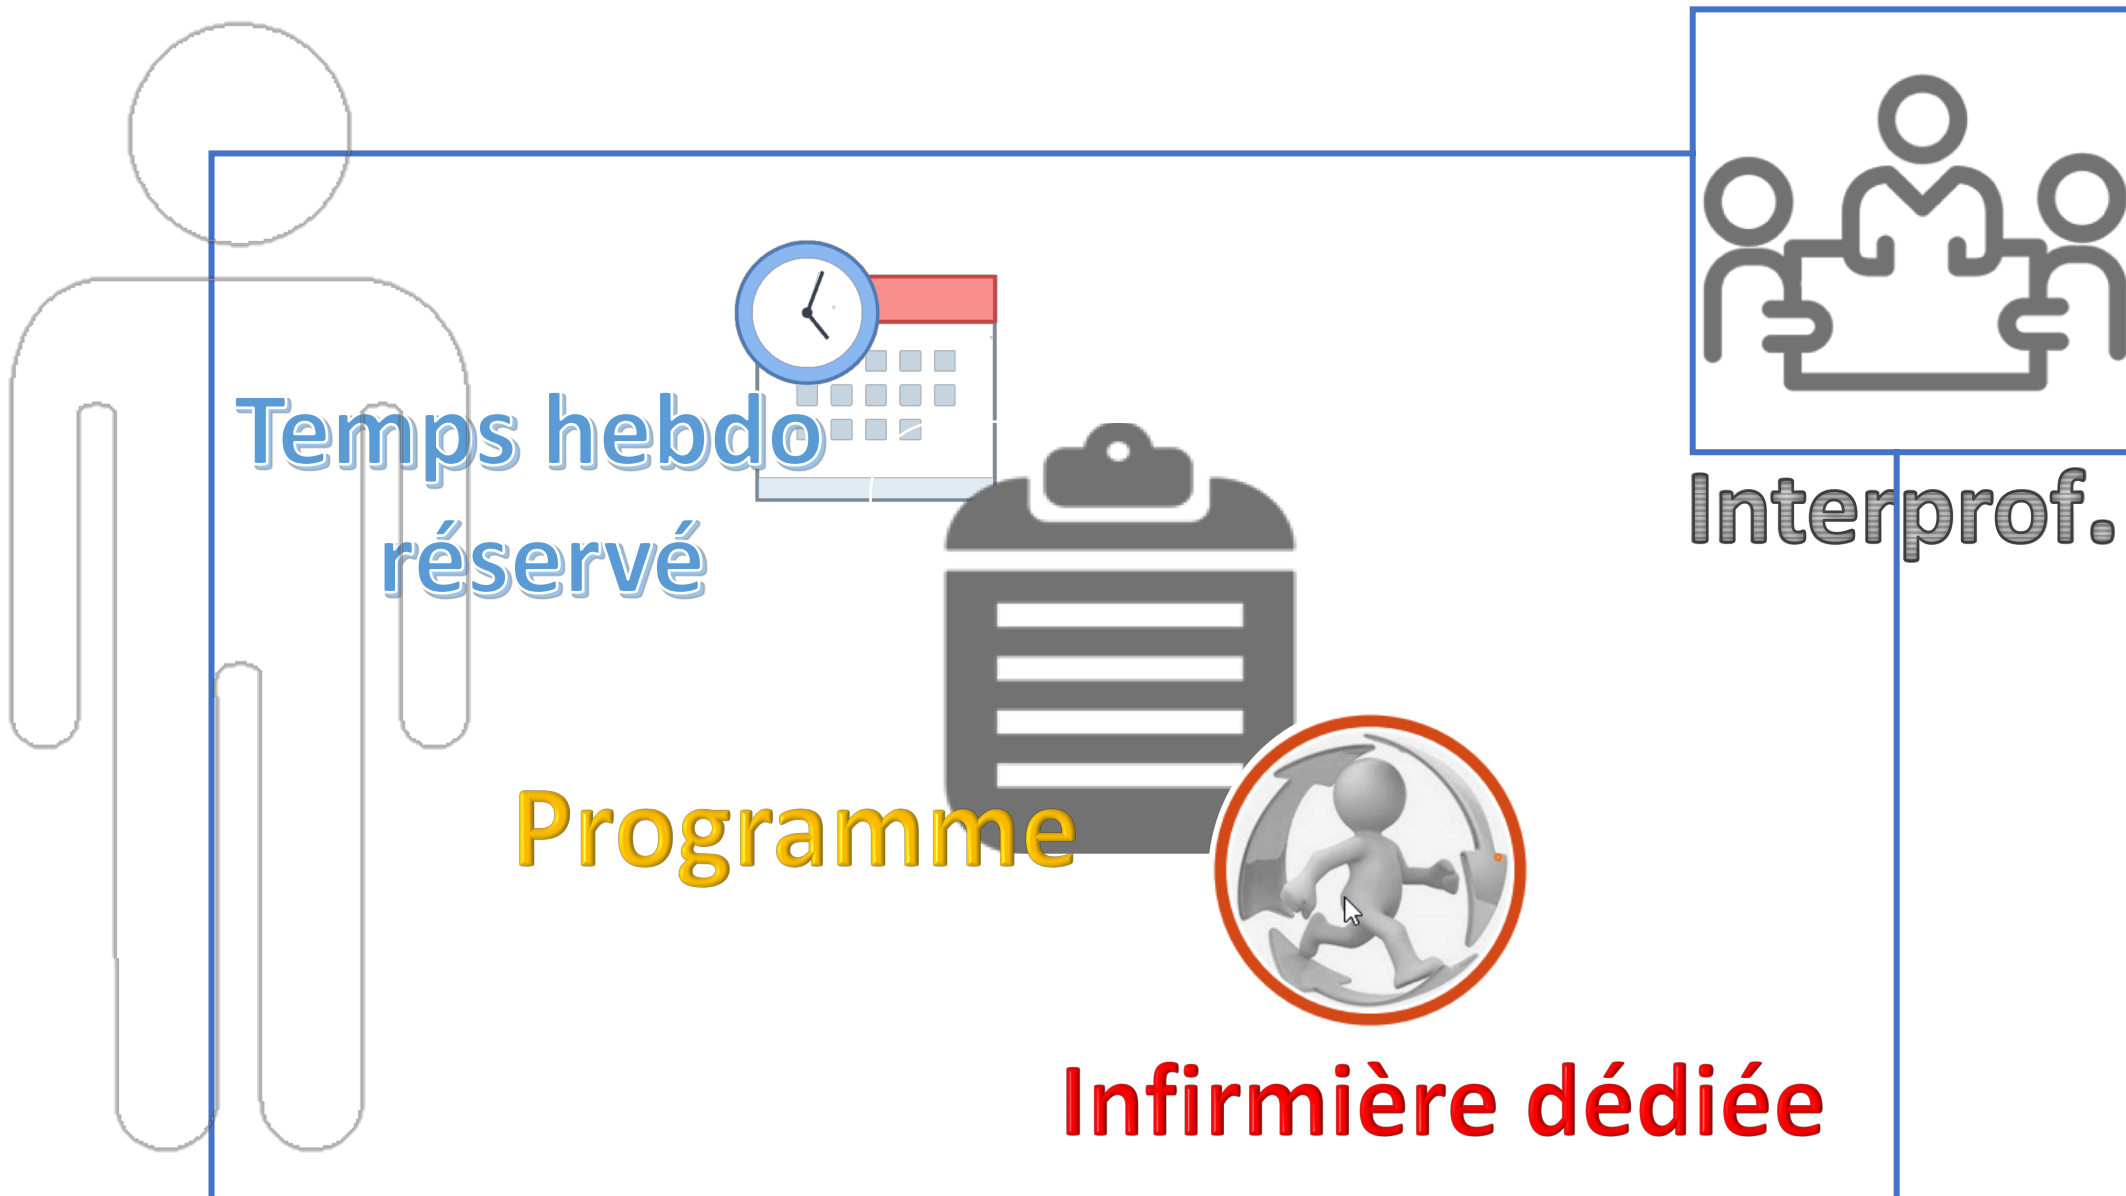 Temps hebdo
réservé
Interprof.
Programme
Infirmière dédiée